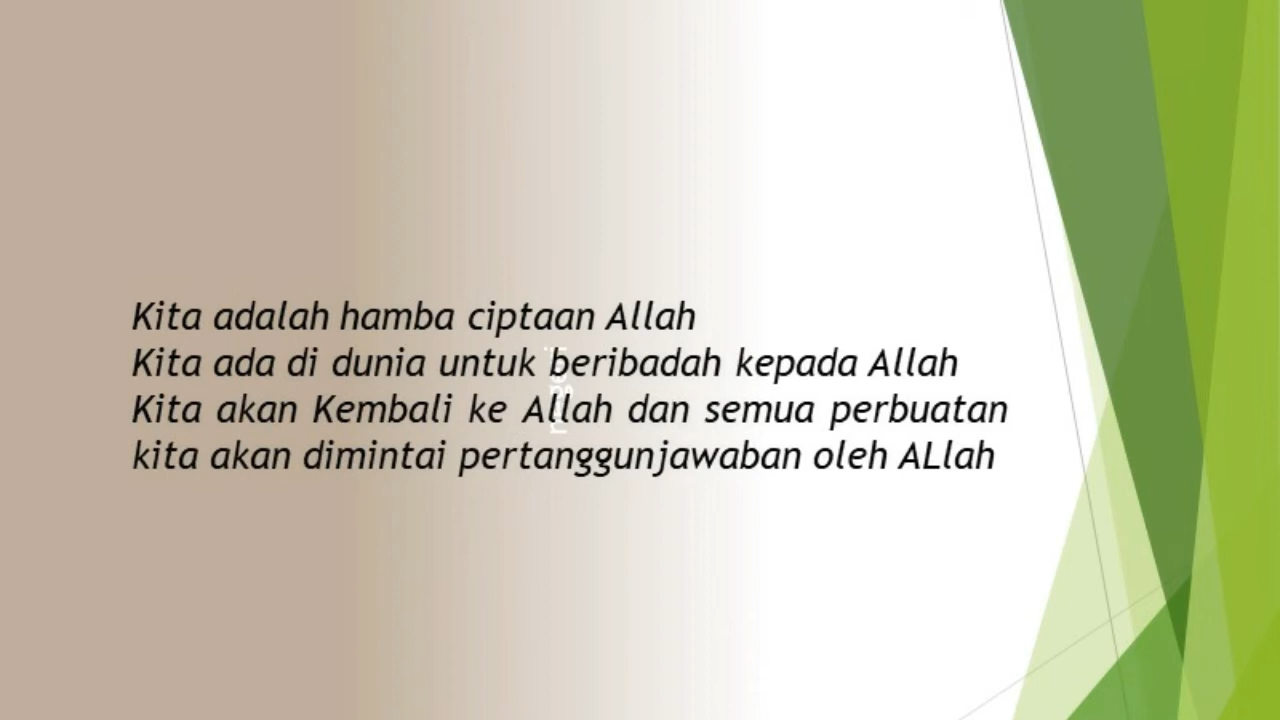 Kita adalah hamba ciptaan Allah
Kita ada di dunia untuk beribadah kepada Allah
Kita akan Kembali ke Allah dan semua perbuatan
kita akan dimintai pertanggunjawaban oleh ALlah